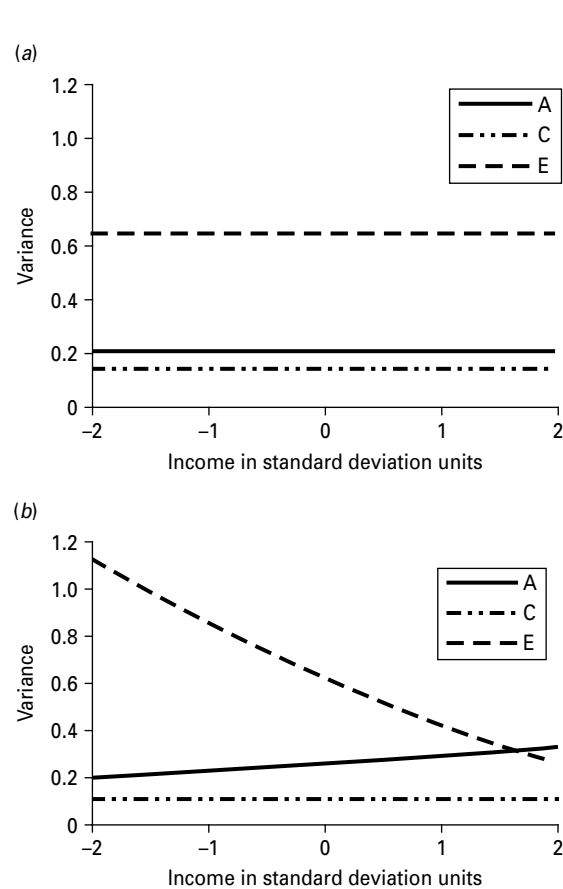 (a)
1.2
1.0
0.8
0.6
0.4
0.2
0
Variance
A
C
E
–2 –1 0 1 2
Income in standard deviation units
(b)
1.2
1.0
0.8
0.6
0.4
0.2
0
Variance
A
C
E
–2 –1 0 1 2
Income in standard deviation units